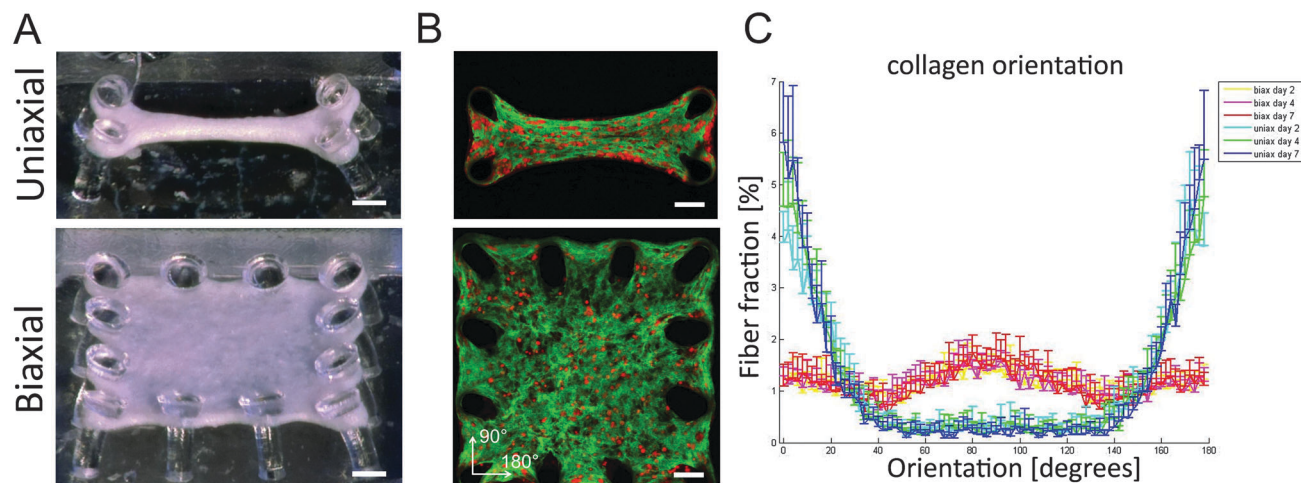 A
B
C
Uniaxial
Biaxial
90°
180°
collagen orientation
Fiber fraction [%]
7
6
5
4
3
2
1
0
0
20
40
60
80
100
120
140
160
180
Orientation [degrees]
biax day 2
biax day 4
biax day 7
uniax day 2
uniax day 4
uniax day 7